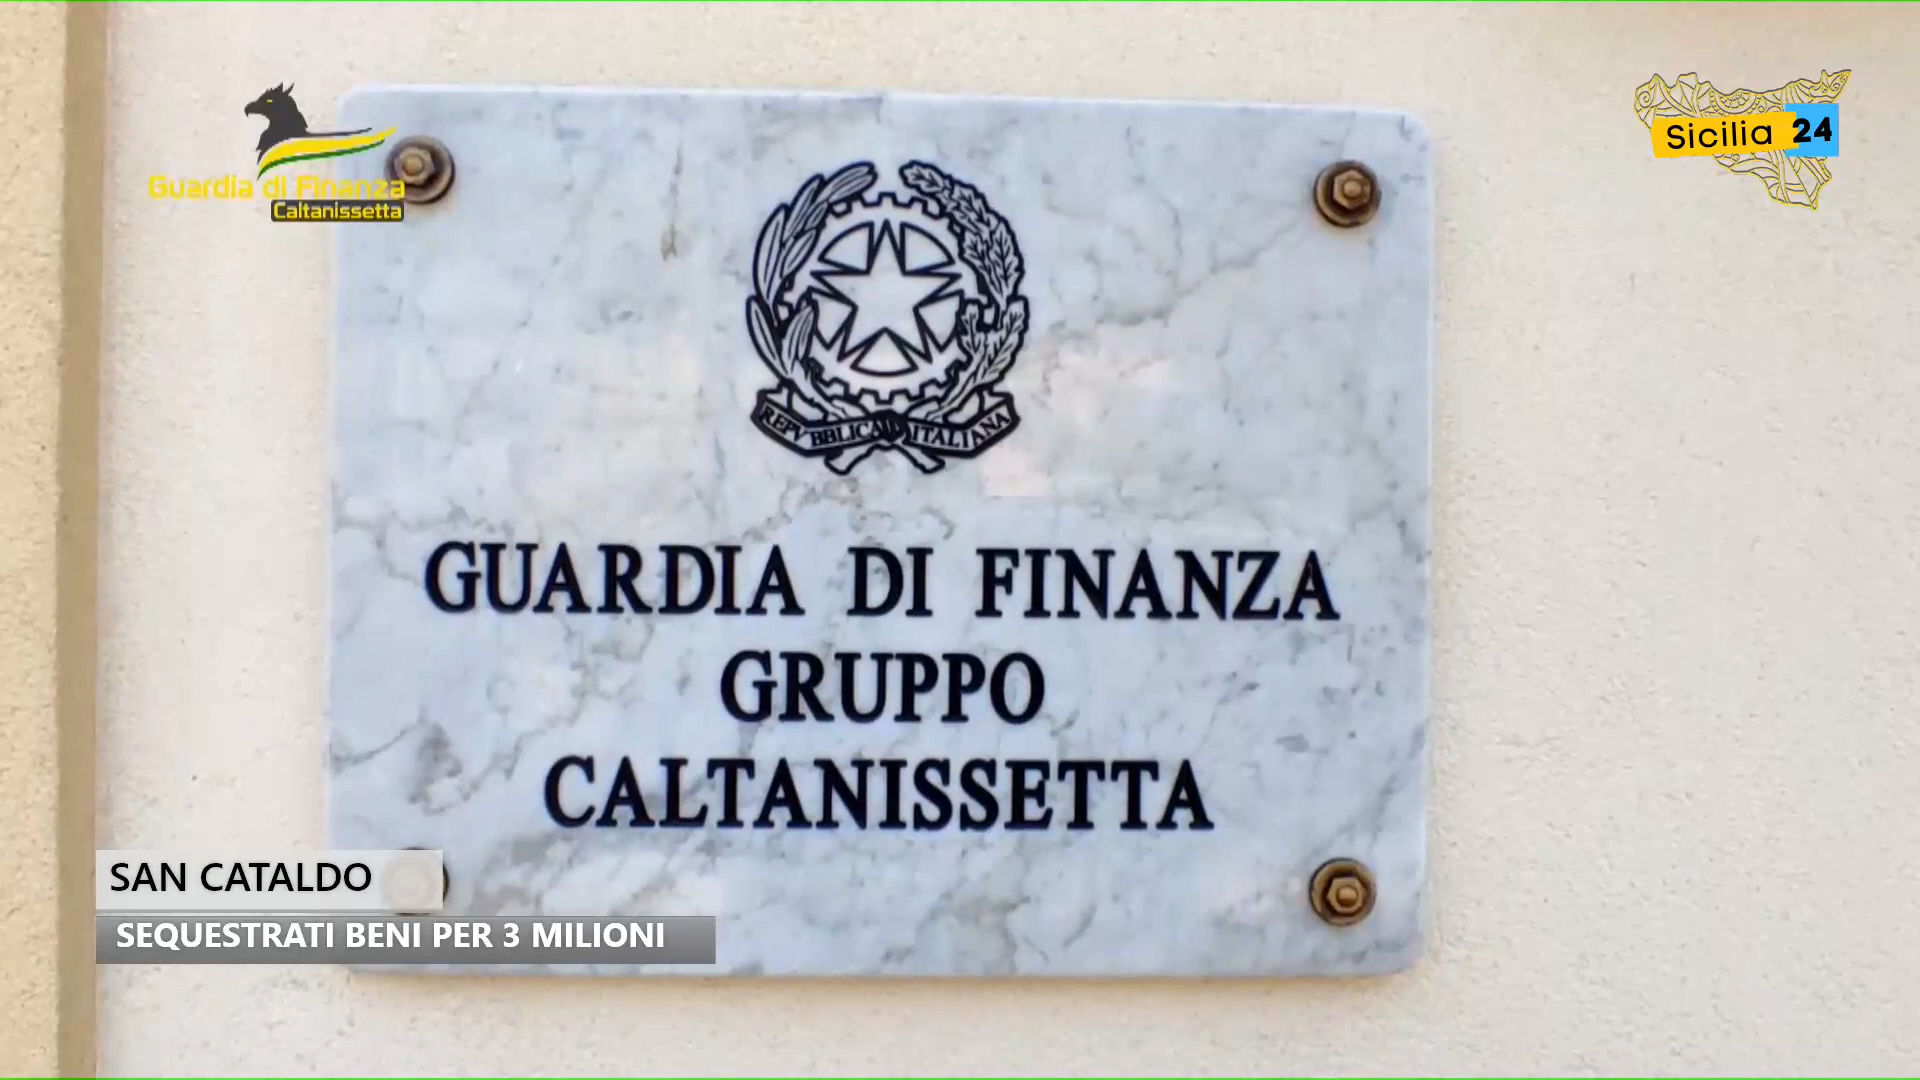 Guardia di Finanza
Caltanissetta
Sicilia 24
REPVBBLICA ITALIANA
GUARDIA DI FINANZA
GRUPPO
CALTANISSETTA
SAN CATALDO
SEQUESTRATI BENI PER 3 MILIONI